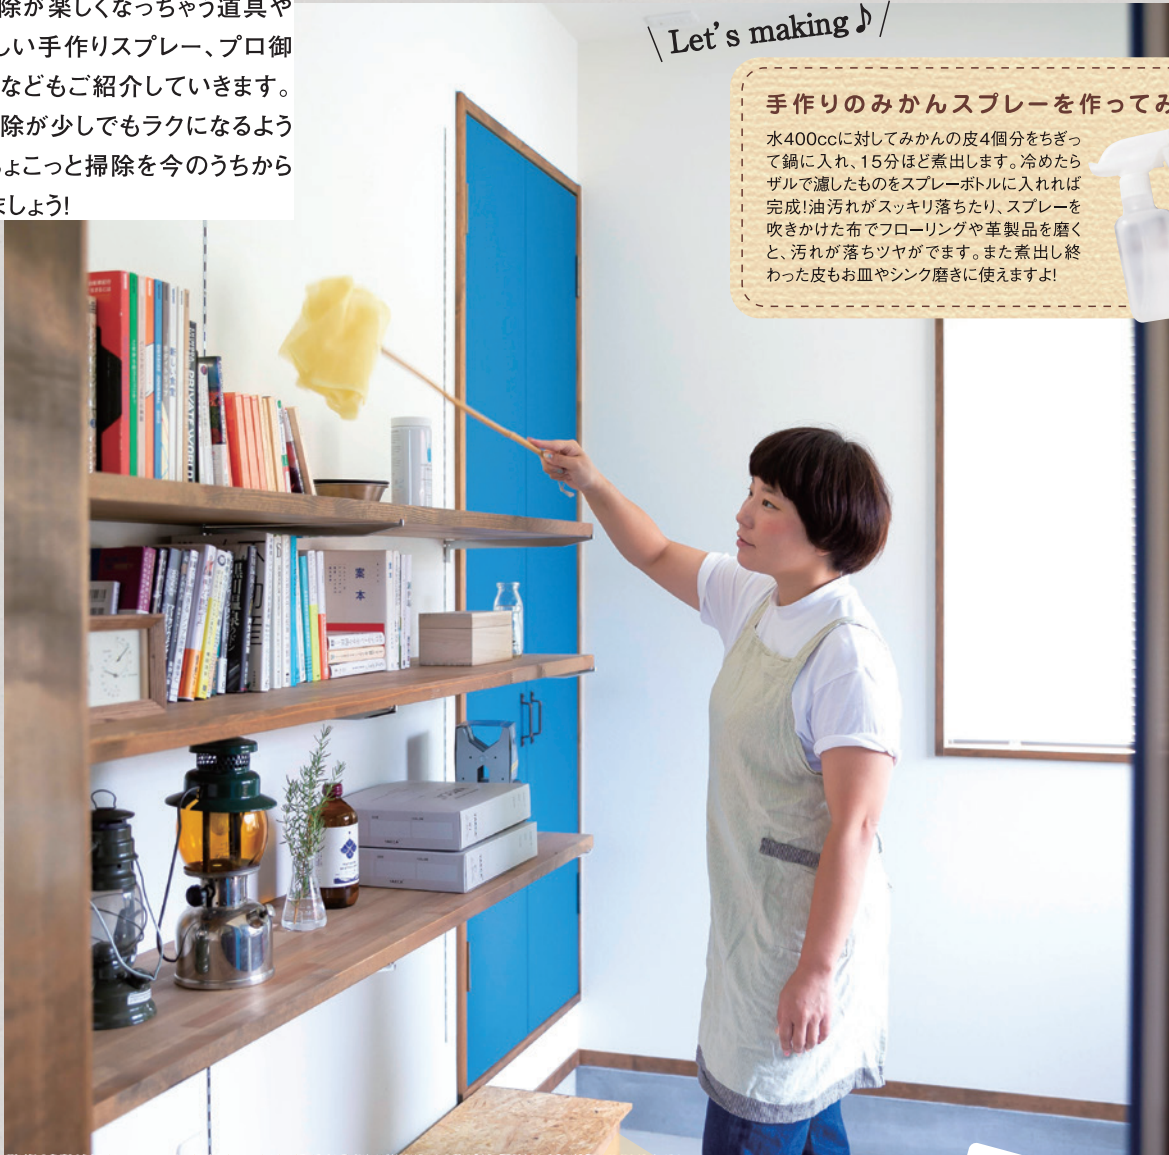 除が楽しくなっちゃう道具や
しい手作りスプレー、プロ御
などもご紹介していきます。
除が少しでもラクになるよう
ちょこっと掃除を今のうちから
ましょう!
Let's making♪
手作りのみかんスプレーを作ってみ
水400ccに対してみかんの皮4個分をちぎっ
て鍋に入れ、15分ほど煮出します。冷めたら
ザルで濾したものをスプレーボトルに入れれば
完成!油汚れがスッキリ落ちたり、スプレーを
吹きかけた布でフローリングや革製品を磨く
と、汚れが落ちツヤがでます。また煮出し終
わった皮もお皿やシンク磨きに使えますよ!
PRIVATE WORLD
案本